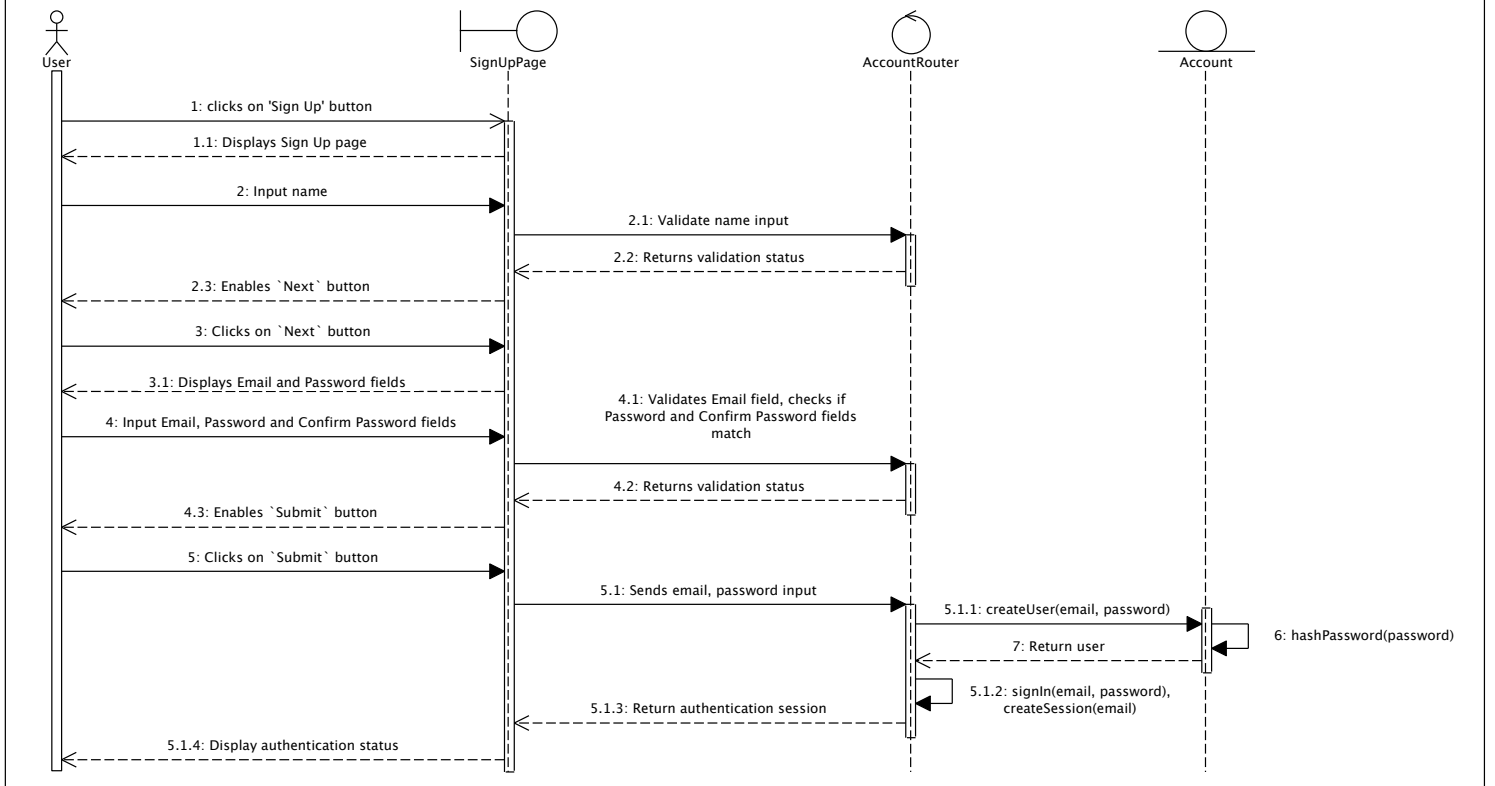 User
SignUpPage
AccountRouter
Account
1: clicks on 'Sign Up' button
1.1: Displays Sign Up page
2: Input name
2.1: Validate name input
2.2: Returns validation status
2.3: Enables `Next` button
3: Clicks on `Next` button
3.1: Displays Email and Password fields
4: Input Email, Password and Confirm Password fields
4.1: Validates Email field, checks if
Password and Confirm Password fields
match
4.2: Returns validation status
4.3: Enables `Submit` button
5: Clicks on `Submit` button
5.1: Sends email, password input
5.1.1: createUser(email, password)
6: hashPassword(password)
7: Return user
5.1.2: signIn(email, password),
createSession(email)
5.1.3: Return authentication session
5.1.4: Display authentication status